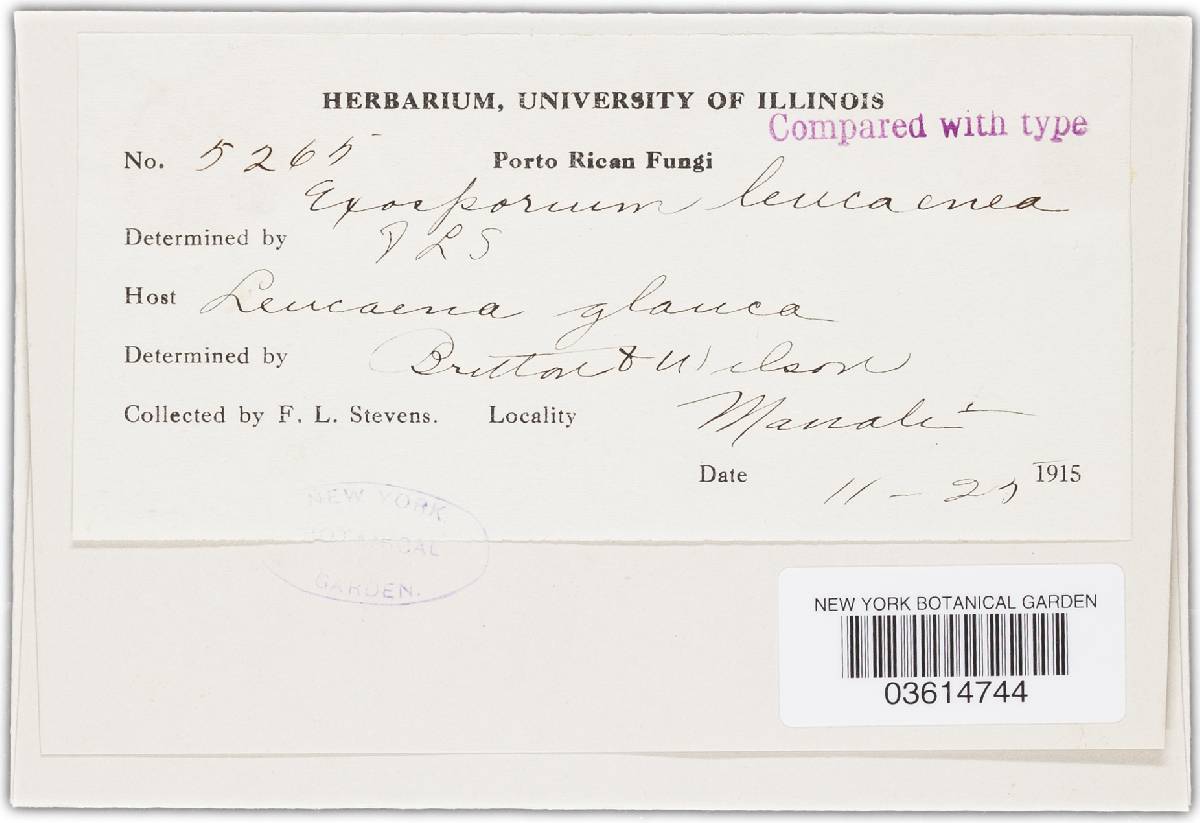 HERBARIUM, UNIVERSITY OF ILLINOIS
Compared with type
No. 5265 Porto Rican Fungi
Exosporium leucaenea
Determined by FLS
Host Leucaena glauca
Determined by Britton & Wilson
Collected by F. L. Stevens. Locality Manati
Date 11-25 1915
NEW YORK
BOTANICAL
GARDEN.
NEW YORK BOTANICAL GARDEN
03614744